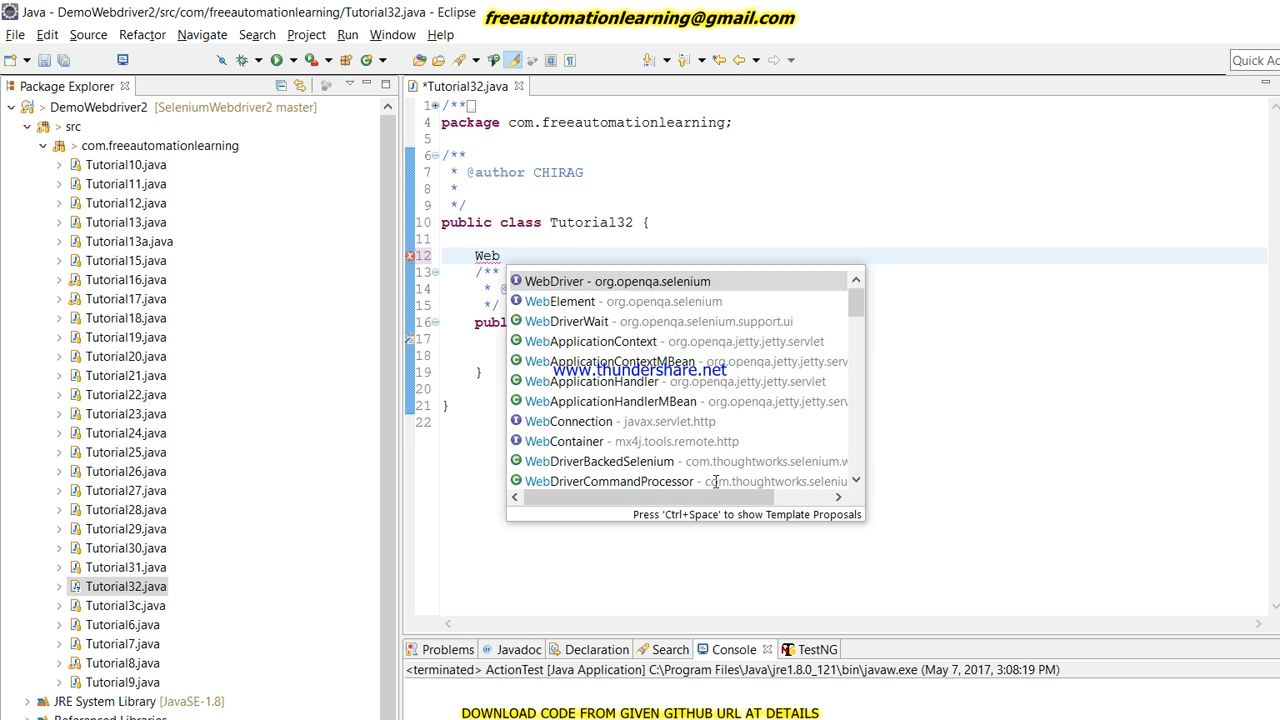 Java - DemoWebdriver2/src/com/freeautomationlearning/Tutorial32.java - Eclipse
freeautomationlearning@gmail.com
File Edit Source Refactor Navigate Search Project Run Window Help
Quick Ac
Package Explorer
DemoWebdriver2 [SeleniumWebdriver2 master]
src
com.freeautomationlearning
Tutorial10.java
Tutorial11.java
Tutorial12.java
Tutorial13.java
Tutorial13a.java
Tutorial15.java
Tutorial16.java
Tutorial17.java
Tutorial18.java
Tutorial19.java
Tutorial20.java
Tutorial21.java
Tutorial22.java
Tutorial23.java
Tutorial24.java
Tutorial25.java
Tutorial26.java
Tutorial27.java
Tutorial28.java
Tutorial29.java
Tutorial30.java
Tutorial31.java
Tutorial32.java
Tutorial3c.java
Tutorial6.java
Tutorial7.java
Tutorial8.java
Tutorial9.java
JRE System Library [JavaSE-1.8]
Referenced Libraries
*Tutorial32.java
1 /**
4 package com.freeautomationlearning;
5
6 /**
7 * @author CHIRAG
8 *
9 */
10 public class Tutorial32 {
11
12 Web
13 /**
14 * @
15 */
16 publ
17
18
19 }
20
21 }
22
WebDriver - org.openqa.selenium
WebElement - org.openqa.selenium
WebDriverWait - org.openqa.selenium.support.ui
WebApplicationContext - org.openqa.jetty.jetty.servlet
WebApplicationContextMBean - org.openqa.jetty.jetty.serv
www.thundershare.net
WebApplicationHandler - org.openqa.jetty.jetty.servlet
WebApplicationHandlerMBean - org.openqa.jetty.jetty.serv
WebConnection - javax.servlet.http
WebContainer - mx4j.tools.remote.http
WebDriverBackedSelenium - com.thoughtworks.selenium.w
WebDriverCommandProcessor - com.thoughtworks.seleniu
Press 'Ctrl+Space' to show Template Proposals
Problems @ Javadoc Declaration Search Console TestNG
<terminated> ActionTest [Java Application] C:\Program Files\Java\jre1.8.0_121\bin\javaw.exe (May 7, 2017, 3:08:19 PM)
DOWNLOAD CODE FROM GIVEN GITHUB URL AT DETAILS